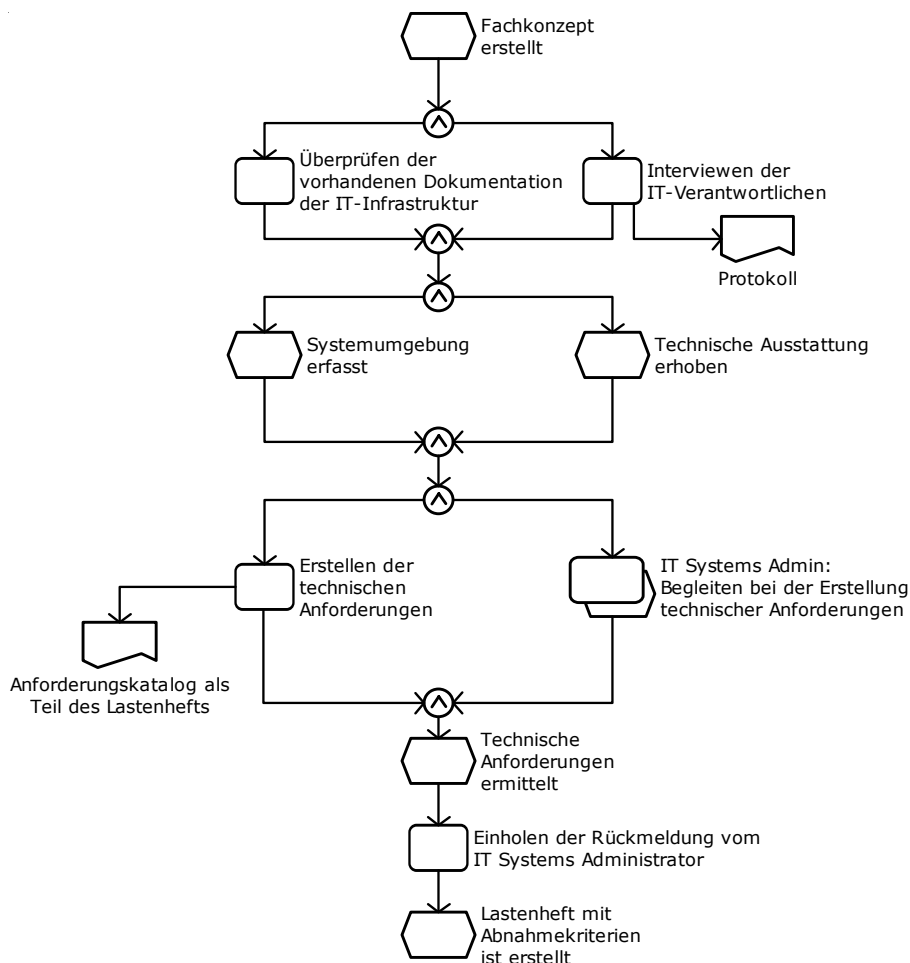 Fachkonzept
erstellt
Überprüfen der
vorhandenen Dokumentation
der IT-Infrastruktur
Interviewen der
IT-Verantwortlichen
Protokoll
Systemumgebung
erfasst
Technische Ausstattung
erhoben
Erstellen der
technischen
Anforderungen
IT Systems Admin:
Begleiten bei der Erstellung
technischer Anforderungen
Anforderungskatalog als
Teil des Lastenhefts
Technische
Anforderungen
ermittelt
Einholen der Rückmeldung vom
IT Systems Administrator
Lastenheft mit
Abnahmekriterien
ist erstellt